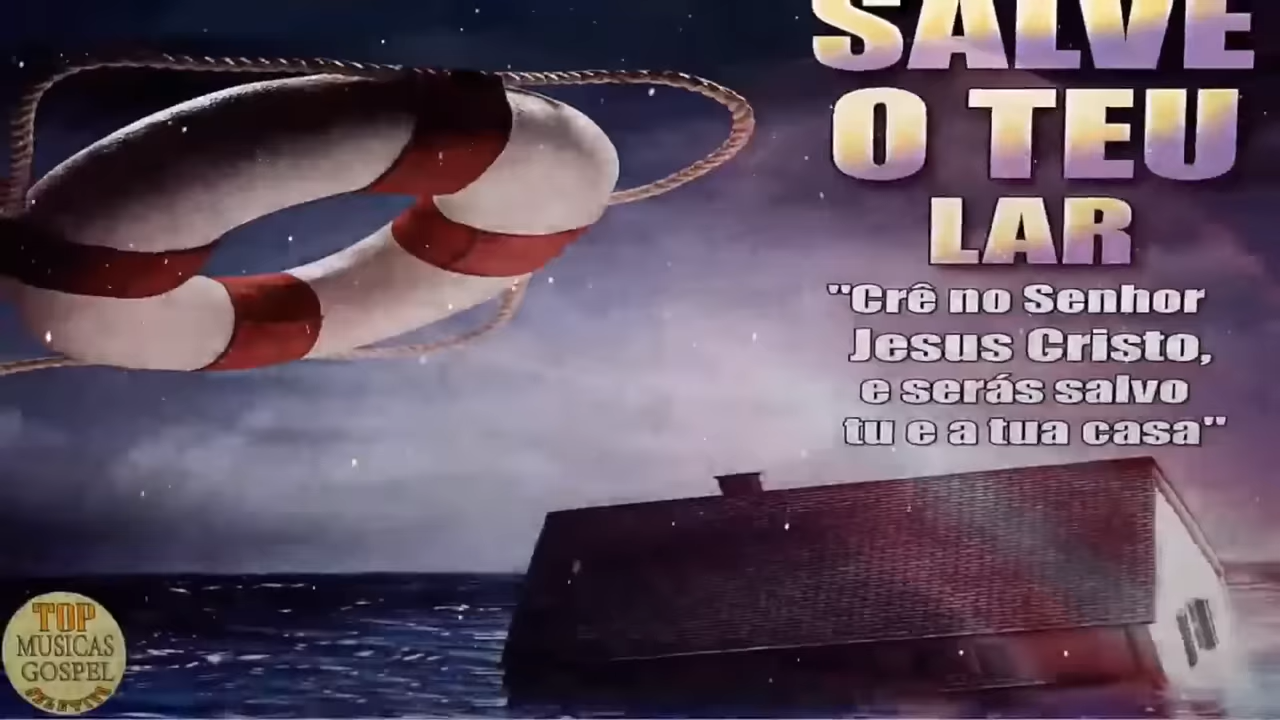 SALVE
O TEU
LAR
"Crê no Senhor
Jesus Cristo,
e serás salvo
tu e a tua casa"
TOP
MUSICAS
GOSPEL